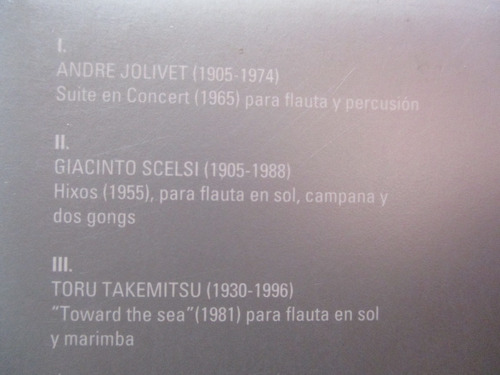 I.
ANDRE JOLIVET (1905-1974)
Suite en Concert (1965) para flauta y percusión
II.
GIACINTO SCELSI (1905-1988)
Hixos (1955), para flauta en sol, campana y
dos gongs
III.
TORU TAKEMITSU (1930-1996)
"Toward the sea"(1981) para flauta en sol
y marimba